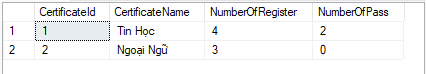 CertificateId CertificateName NumberOfRegister NumberOfPass
1 1 Tin Học 4 2
2 2 Ngoại Ngữ 3 0